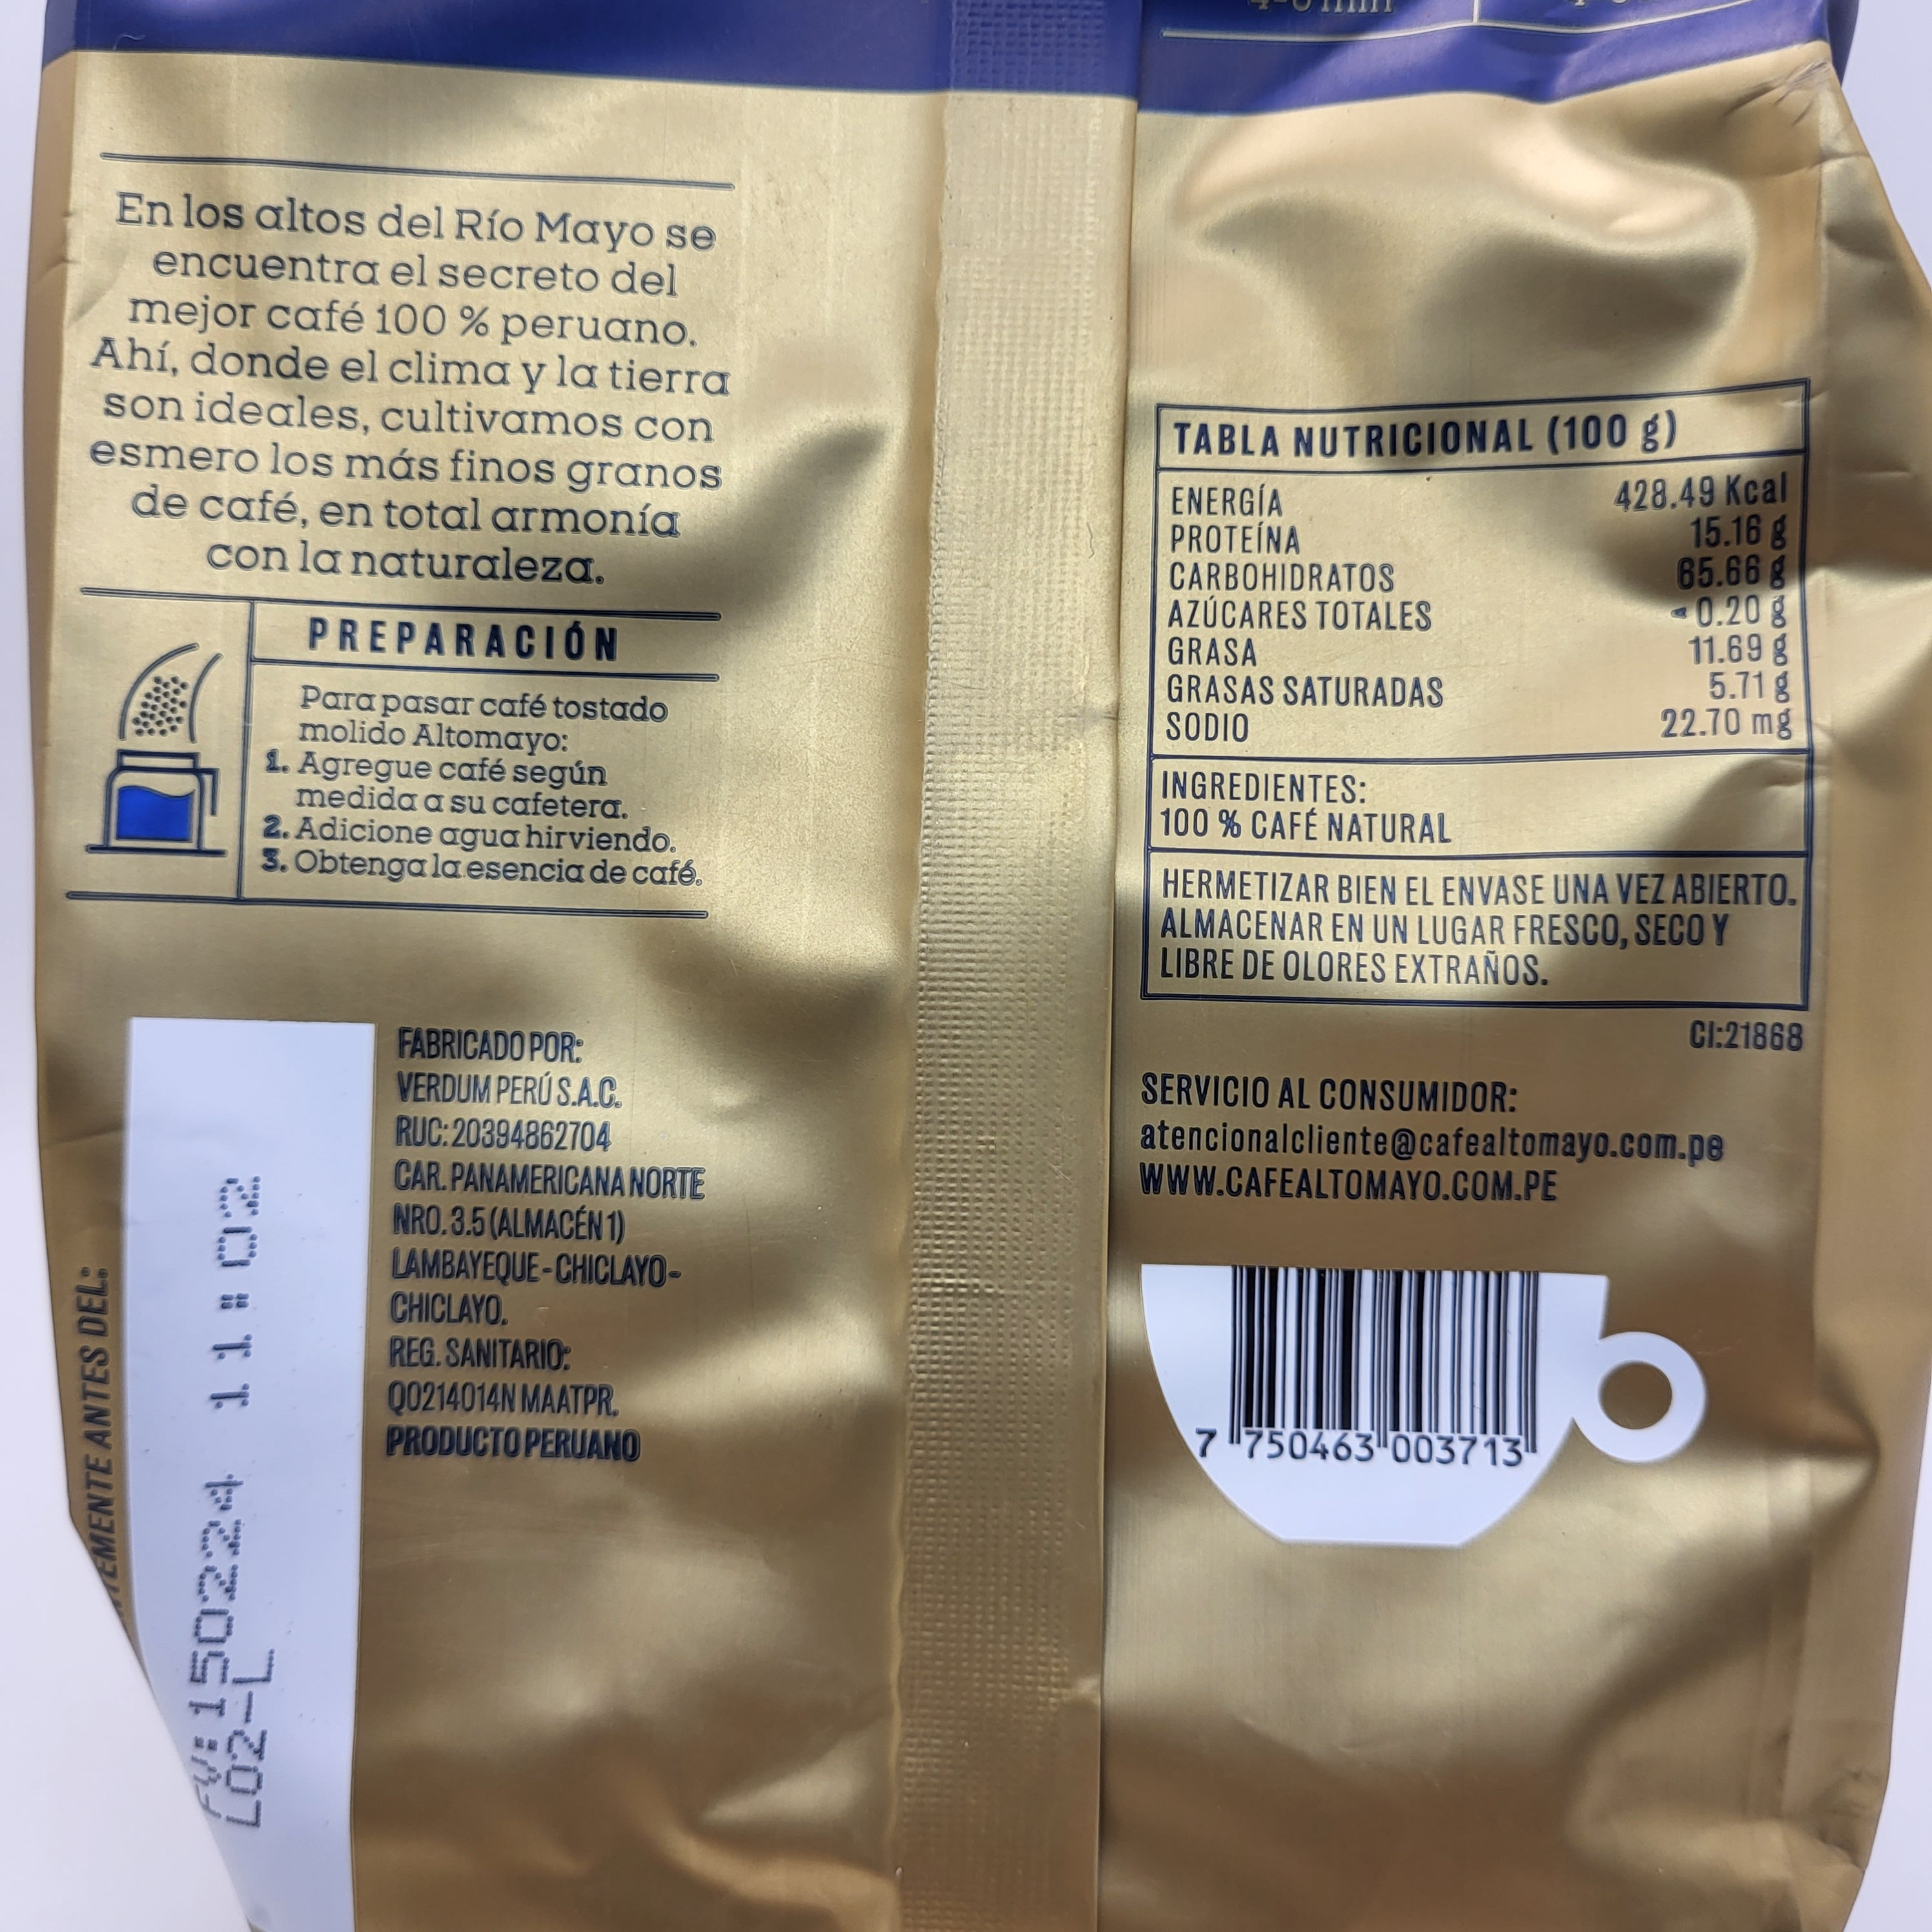 En los altos del Río Mayo se
encuentra el secreto del
mejor café 100 % peruano.
Ahí, donde el clima y la tierra
son ideales, cultivamos con
esmero los más finos granos
de café, en total armonía
con la naturaleza.
PREPARACIÓN
Para pasar café tostado
molido Altomayo:
1. Agregue café según
medida a su cafetera.
2. Adicione agua hirviendo.
3. Obtenga la esencia de café.
ANTES DEL:
FV:150224 11:02
L02-L
FABRICADO POR:
VERDUM PERÚ S.A.C.
RUC: 20394862704
CAR. PANAMERICANA NORTE
NRO. 3.5 (ALMACÉN 1)
LAMBAYEQUE - CHICLAYO -
CHICLAYO.
REG. SANITARIO:
Q0214014N MAATPR.
PRODUCTO PERUANO
TABLA NUTRICIONAL (100 g)
ENERGÍA 428.49 Kcal
PROTEÍNA 15.16 g
CARBOHIDRATOS 65.66 g
AZÚCARES TOTALES <0.20 g
GRASA 11.69 g
GRASAS SATURADAS 5.71 g
SODIO 22.70 mg
INGREDIENTES:
100 % CAFÉ NATURAL
HERMETIZAR BIEN EL ENVASE UNA VEZ ABIERTO.
ALMACENAR EN UN LUGAR FRESCO, SECO Y
LIBRE DE OLORES EXTRAÑOS.
CI:21868
SERVICIO AL CONSUMIDOR:
atencionalcliente@cafealtomayo.com.pe
WWW.CAFEALTOMAYO.COM.PE
7 750463 003713